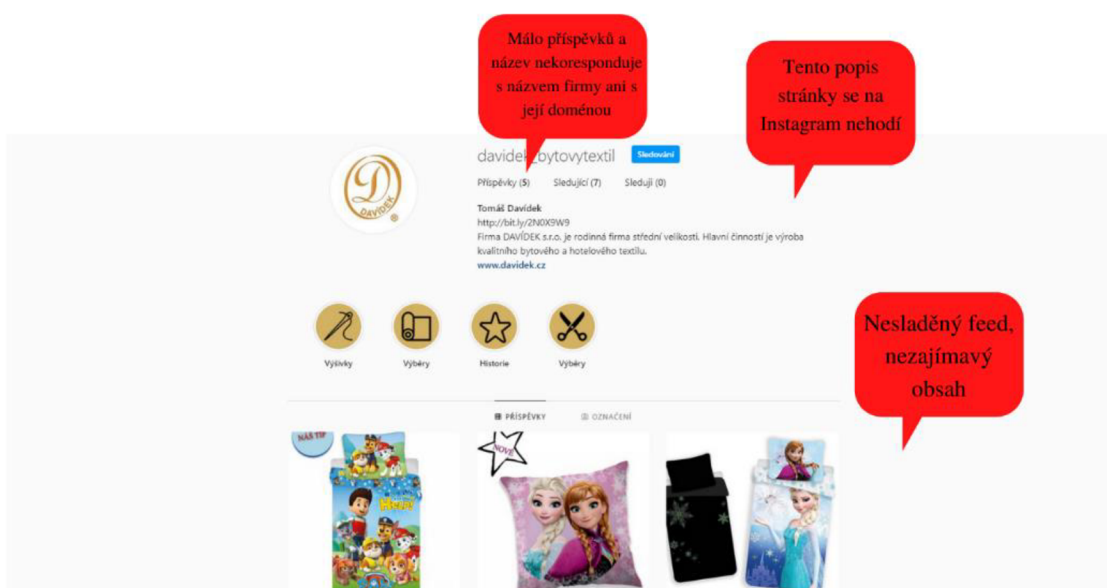 Málo příspěvků a
název nekoresponduje
s názvem firmy ani s
její doménou
Tento popis
stránky se na
Instagram nehodí
davidek_bytovytextil Sledování
Příspěvky (5) Sledující (7) Sledují (0)
DAVÍDEK
®
Tomáš Davídek
http://bit.ly/2N0X9W9
Firma DAVÍDEK s.r.o. je rodinná firma střední velikosti. Hlavní činností je výroba
kvalitního bytového a hotelového textilu.
www.davidek.cz
Nesladěný feed,
nezajímavý
obsah
Výšivky Výběry Historie Výběry
PŘÍSPĚVKY OZNAČENÍ
NÁŠ TIP
NOVÉ